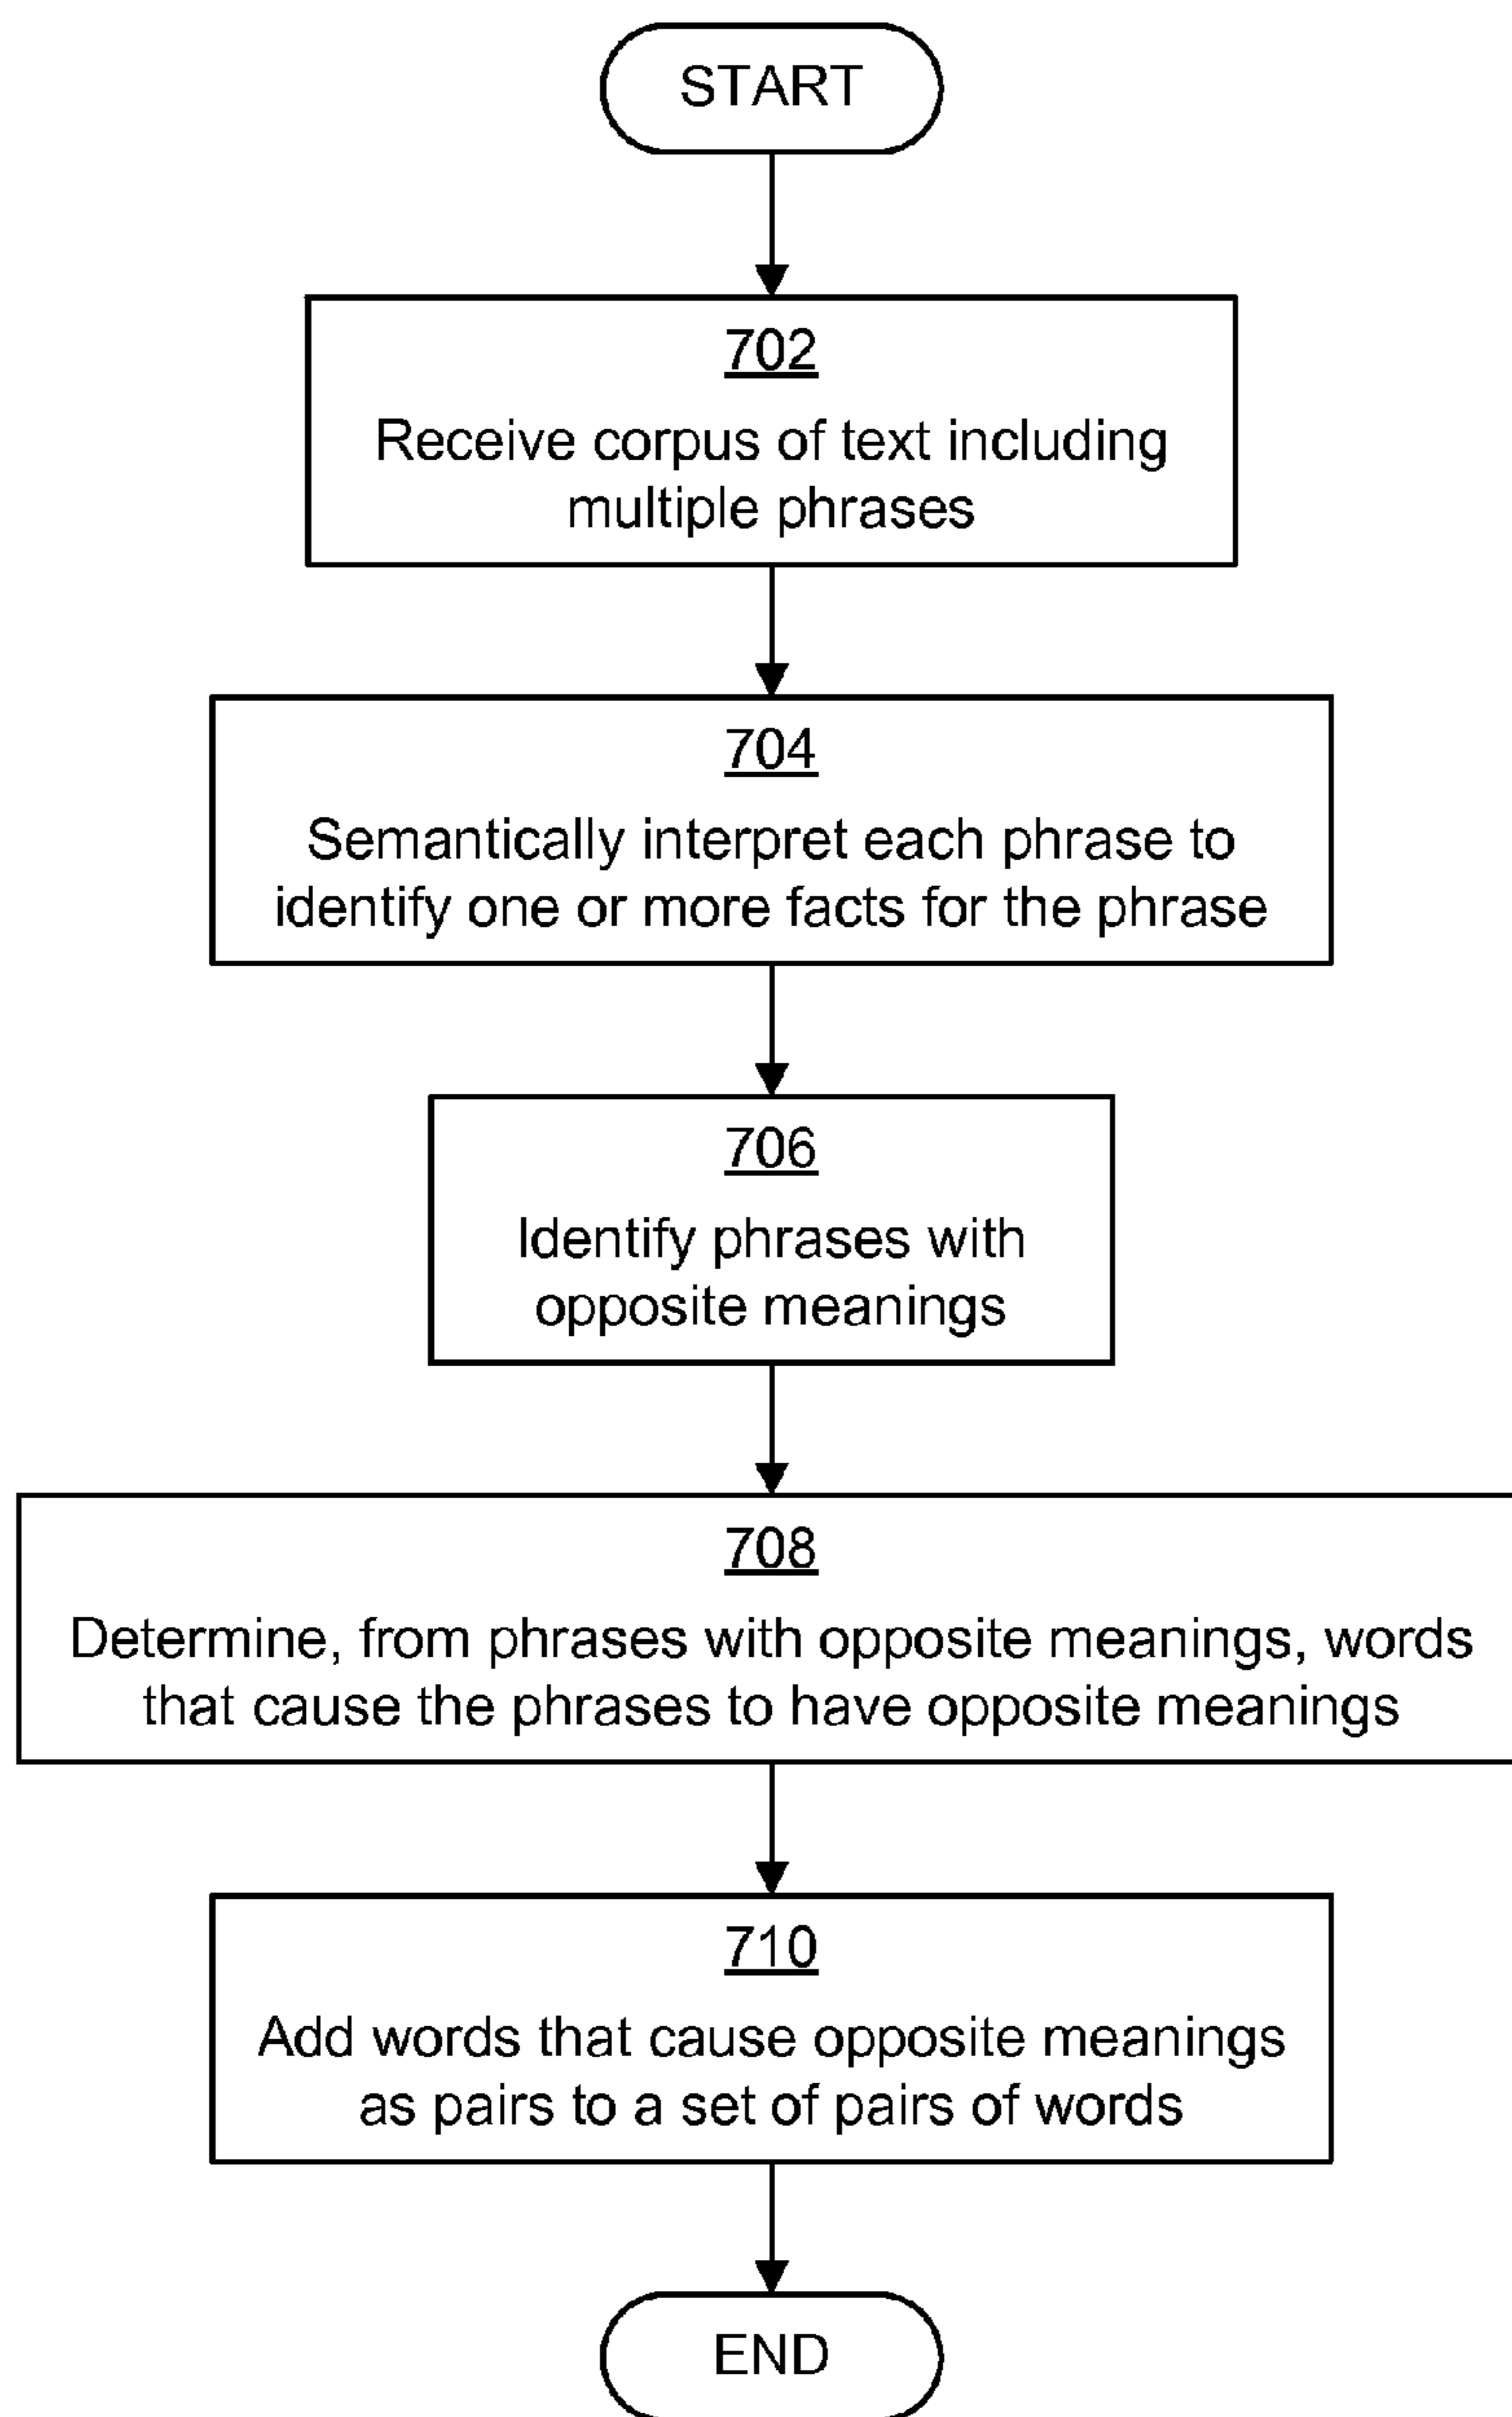 START
702
Receive corpus of text including
multiple phrases
704
Semantically interpret each phrase to
identify one or more facts for the phrase
706
Identify phrases with
opposite meanings
708
Determine, from phrases with opposite meanings, words
that cause the phrases to have opposite meanings
710
Add words that cause opposite meanings
as pairs to a set of pairs of words
END